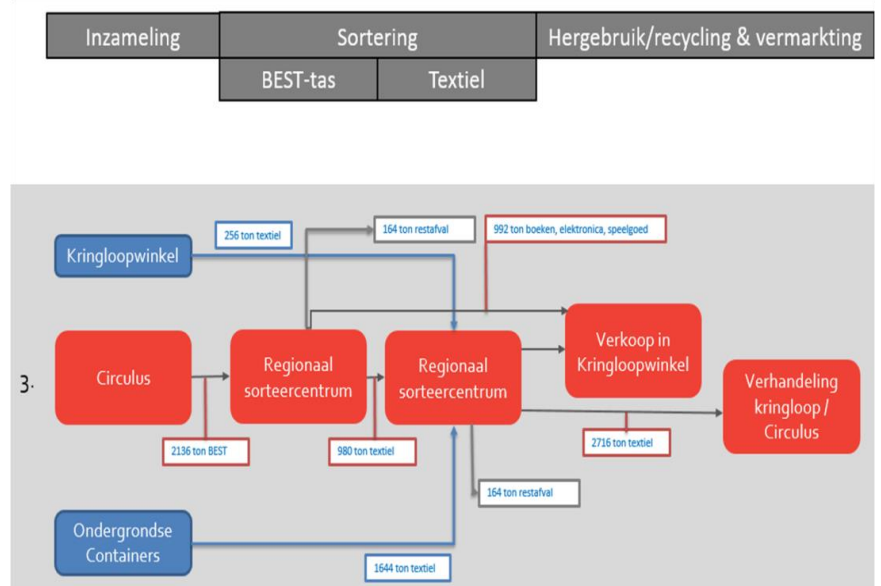 Inzameling
Sortering
Hergebruik/recycling & vermarkting
BEST-tas
Textiel
164 ton restafval
992 ton boeken, elektronica, speelgoed
256 ton textiel
Kringloopwinkel
3.
Circulus
Regionaal
sorteercentrum
Regionaal
sorteercentrum
Verkoop in
Kringloopwinkel
Verhandeling
kringloop /
Circulus
2136 ton BEST
980 ton textiel
2716 ton textiel
164 ton restafval
Ondergrondse
Containers
1644 ton textiel